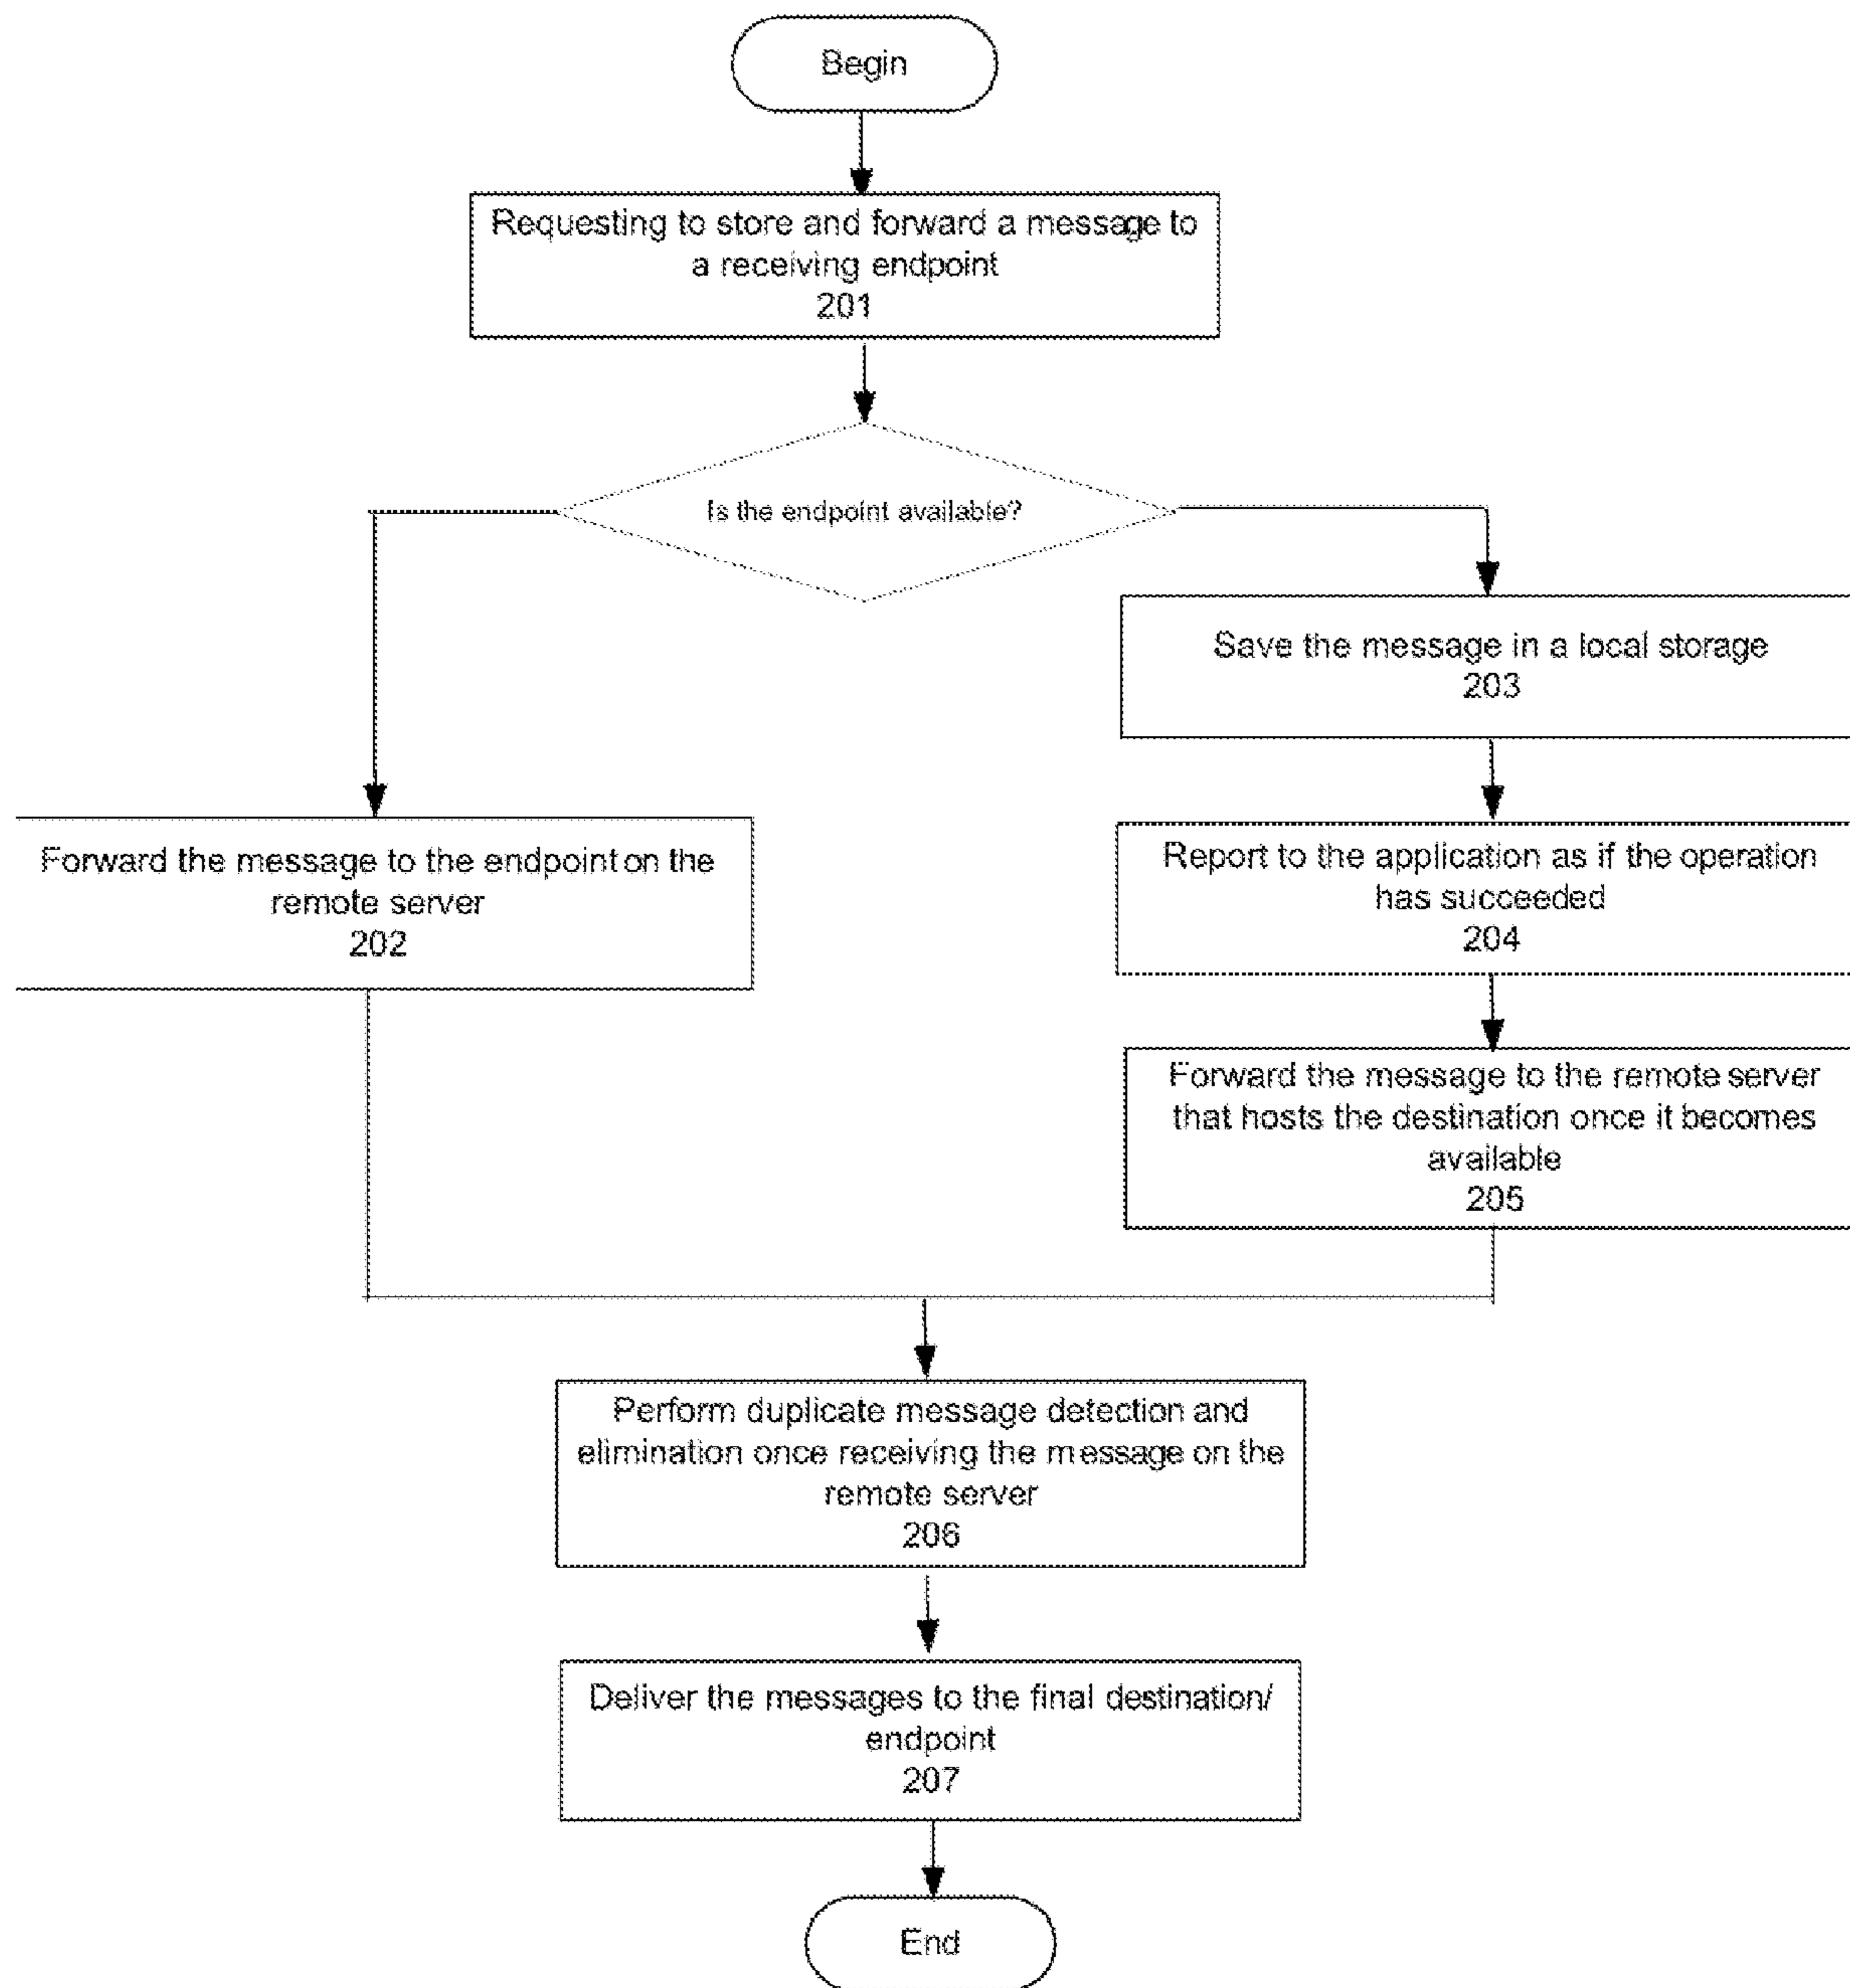 Begin
Requesting to store and forward a message to
a receiving endpoint
201
Is the endpoint available?
Save the message in a local storage
203
Forward the message to the endpoint on the
remote server
202
Report to the application as if the operation
has succeeded
204
Forward the message to the remote server
that hosts the destination once it becomes
available
205
Perform duplicate message detection and
elimination once receiving the message on the
remote server
206
Deliver the messages to the final destination/
endpoint
207
End